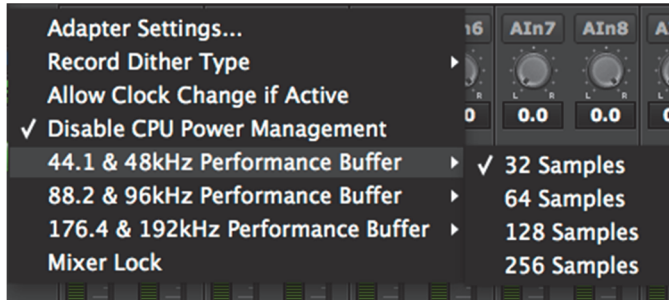 Adapter Settings...
Record Dither Type
Allow Clock Change if Active
✓ Disable CPU Power Management
44.1 & 48kHz Performance Buffer
88.2 & 96kHz Performance Buffer
176.4 & 192kHz Performance Buffer
Mixer Lock
✓ 32 Samples
64 Samples
128 Samples
256 Samples
AIn7 AIn8
L R L R
0.0 0.0